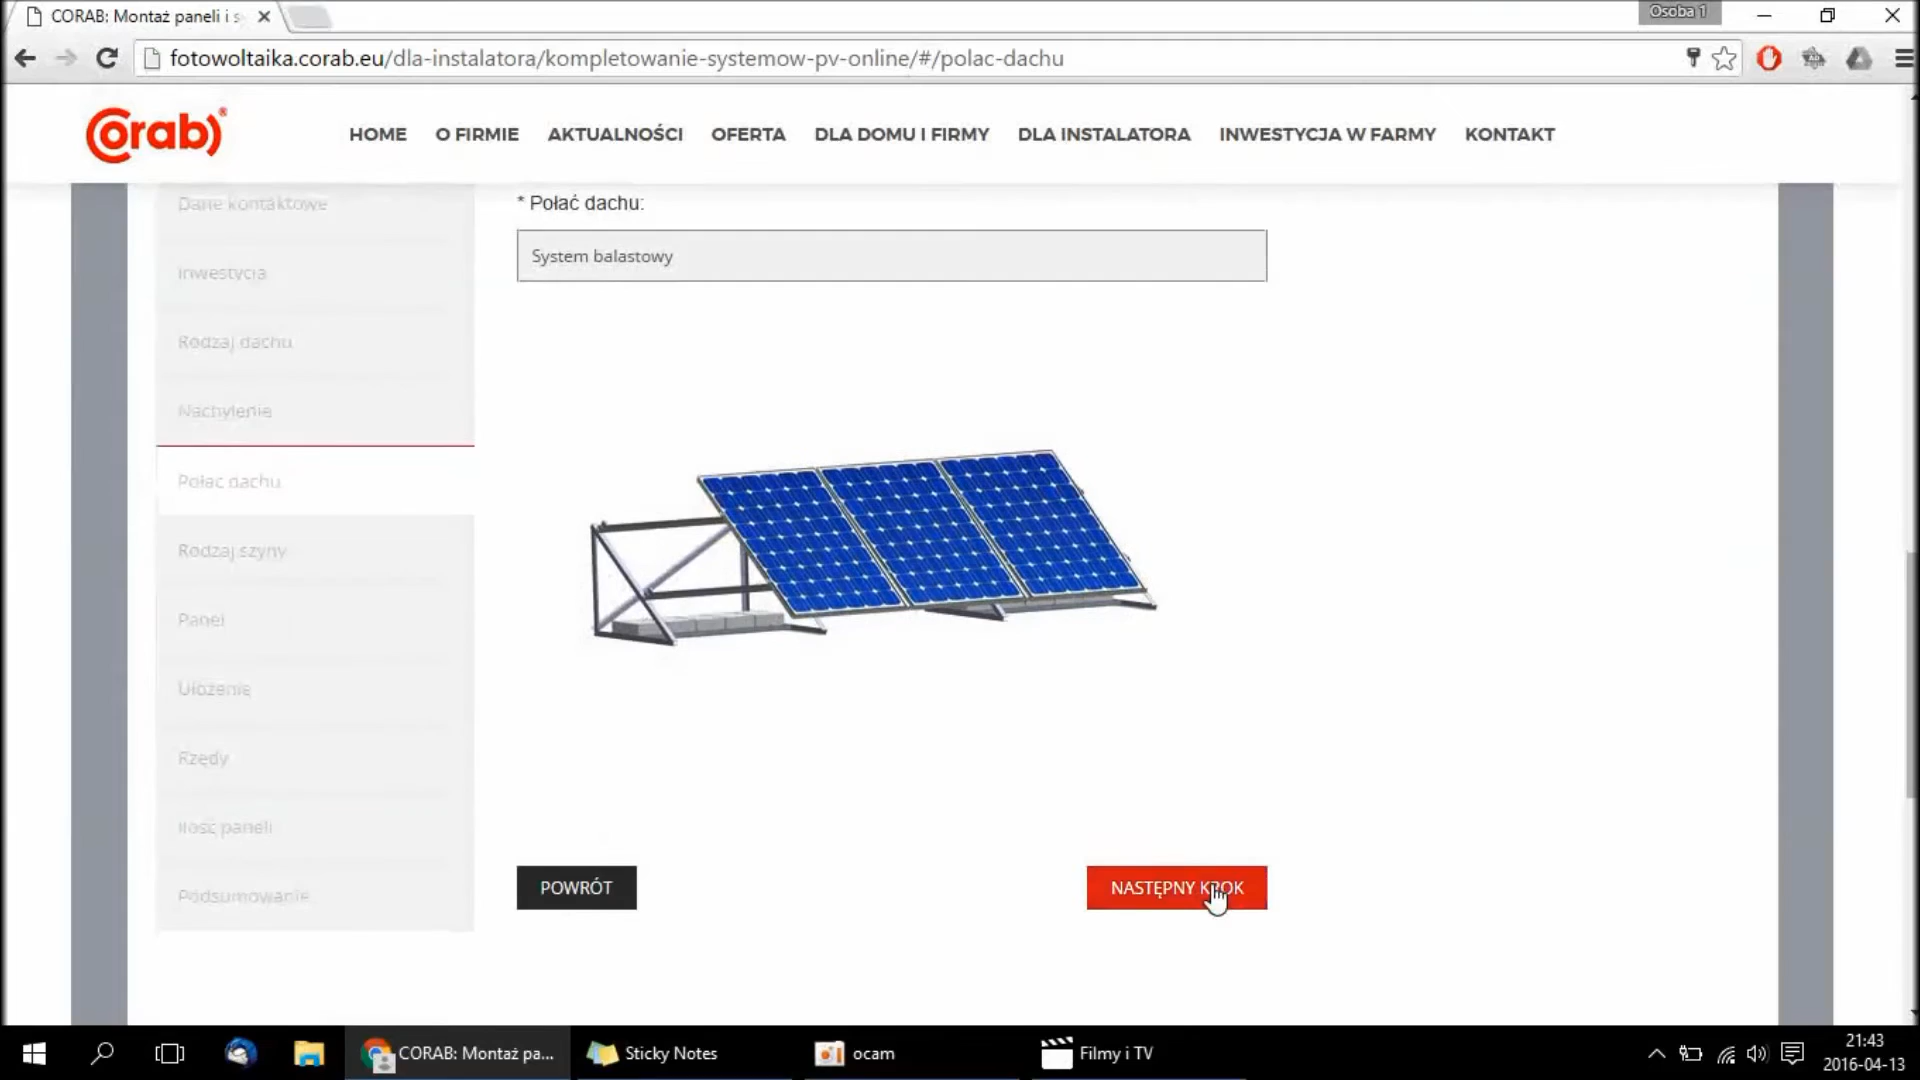 CORAB: Montaż paneli i s
Osoba 1
fotowoltaika.corab.eu/dla-instalatora/kompletowanie-systemow-pv-online/#/polac-dachu
Corab®
HOME
O FIRMIE
AKTUALNOŚCI
OFERTA
DLA DOMU I FIRMY
DLA INSTALATORA
INWESTYCJA W FARMY
KONTAKT
Dane kontaktowe
Inwestycja
Rodzaj dachu
Nachylenie
Połać dachu
Rodzaj szyny
Panel
Ułożenie
Rzędy
Ilość paneli
Podsumowanie
* Połać dachu:
System balastowy
POWRÓT
NASTĘPNY KROK
CORAB: Montaż pa...
Sticky Notes
ocam
Filmy i TV
21:43
2016-04-13